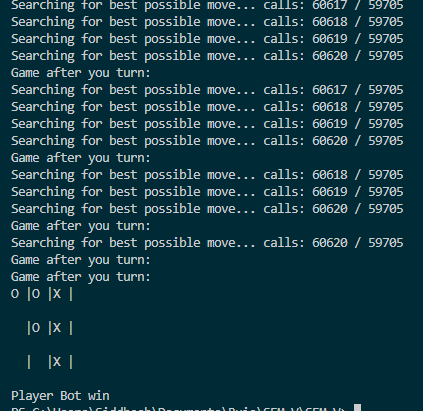 Searching for best possible move... calls: 60617 / 59705
Searching for best possible move... calls: 60618 / 59705
Searching for best possible move... calls: 60619 / 59705
Searching for best possible move... calls: 60620 / 59705
Game after you turn:
Searching for best possible move... calls: 60617 / 59705
Searching for best possible move... calls: 60618 / 59705
Searching for best possible move... calls: 60619 / 59705
Searching for best possible move... calls: 60620 / 59705
Game after you turn:
Searching for best possible move... calls: 60618 / 59705
Searching for best possible move... calls: 60619 / 59705
Searching for best possible move... calls: 60620 / 59705
Game after you turn:
Searching for best possible move... calls: 60620 / 59705
Game after you turn:
Game after you turn:
O |O |X |
  |O |X |
  |  |X |
Player Bot win